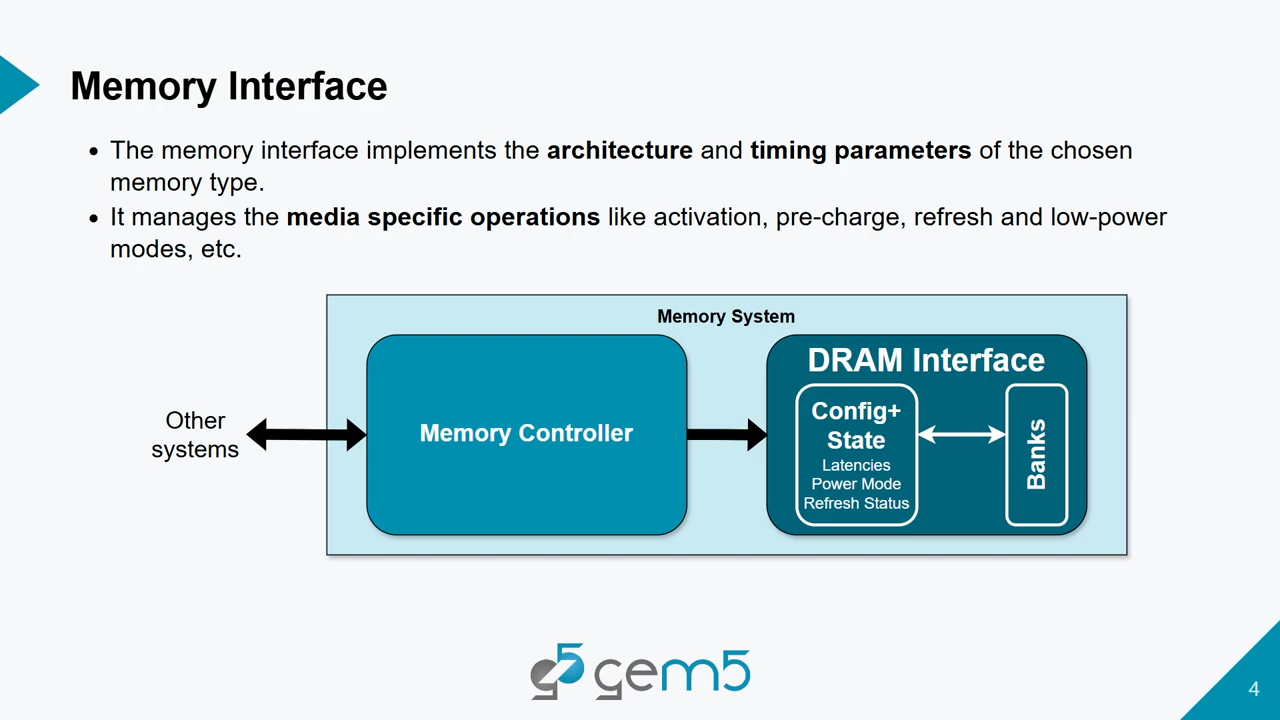 Memory Interface
• The memory interface implements the architecture and timing parameters of the chosen
memory type.
• It manages the media specific operations like activation, pre-charge, refresh and low-power
modes, etc.
Memory System
Other
systems
Memory Controller
DRAM Interface
Config+
State
Latencies
Power Mode
Refresh Status
Banks
g5 gem5
4